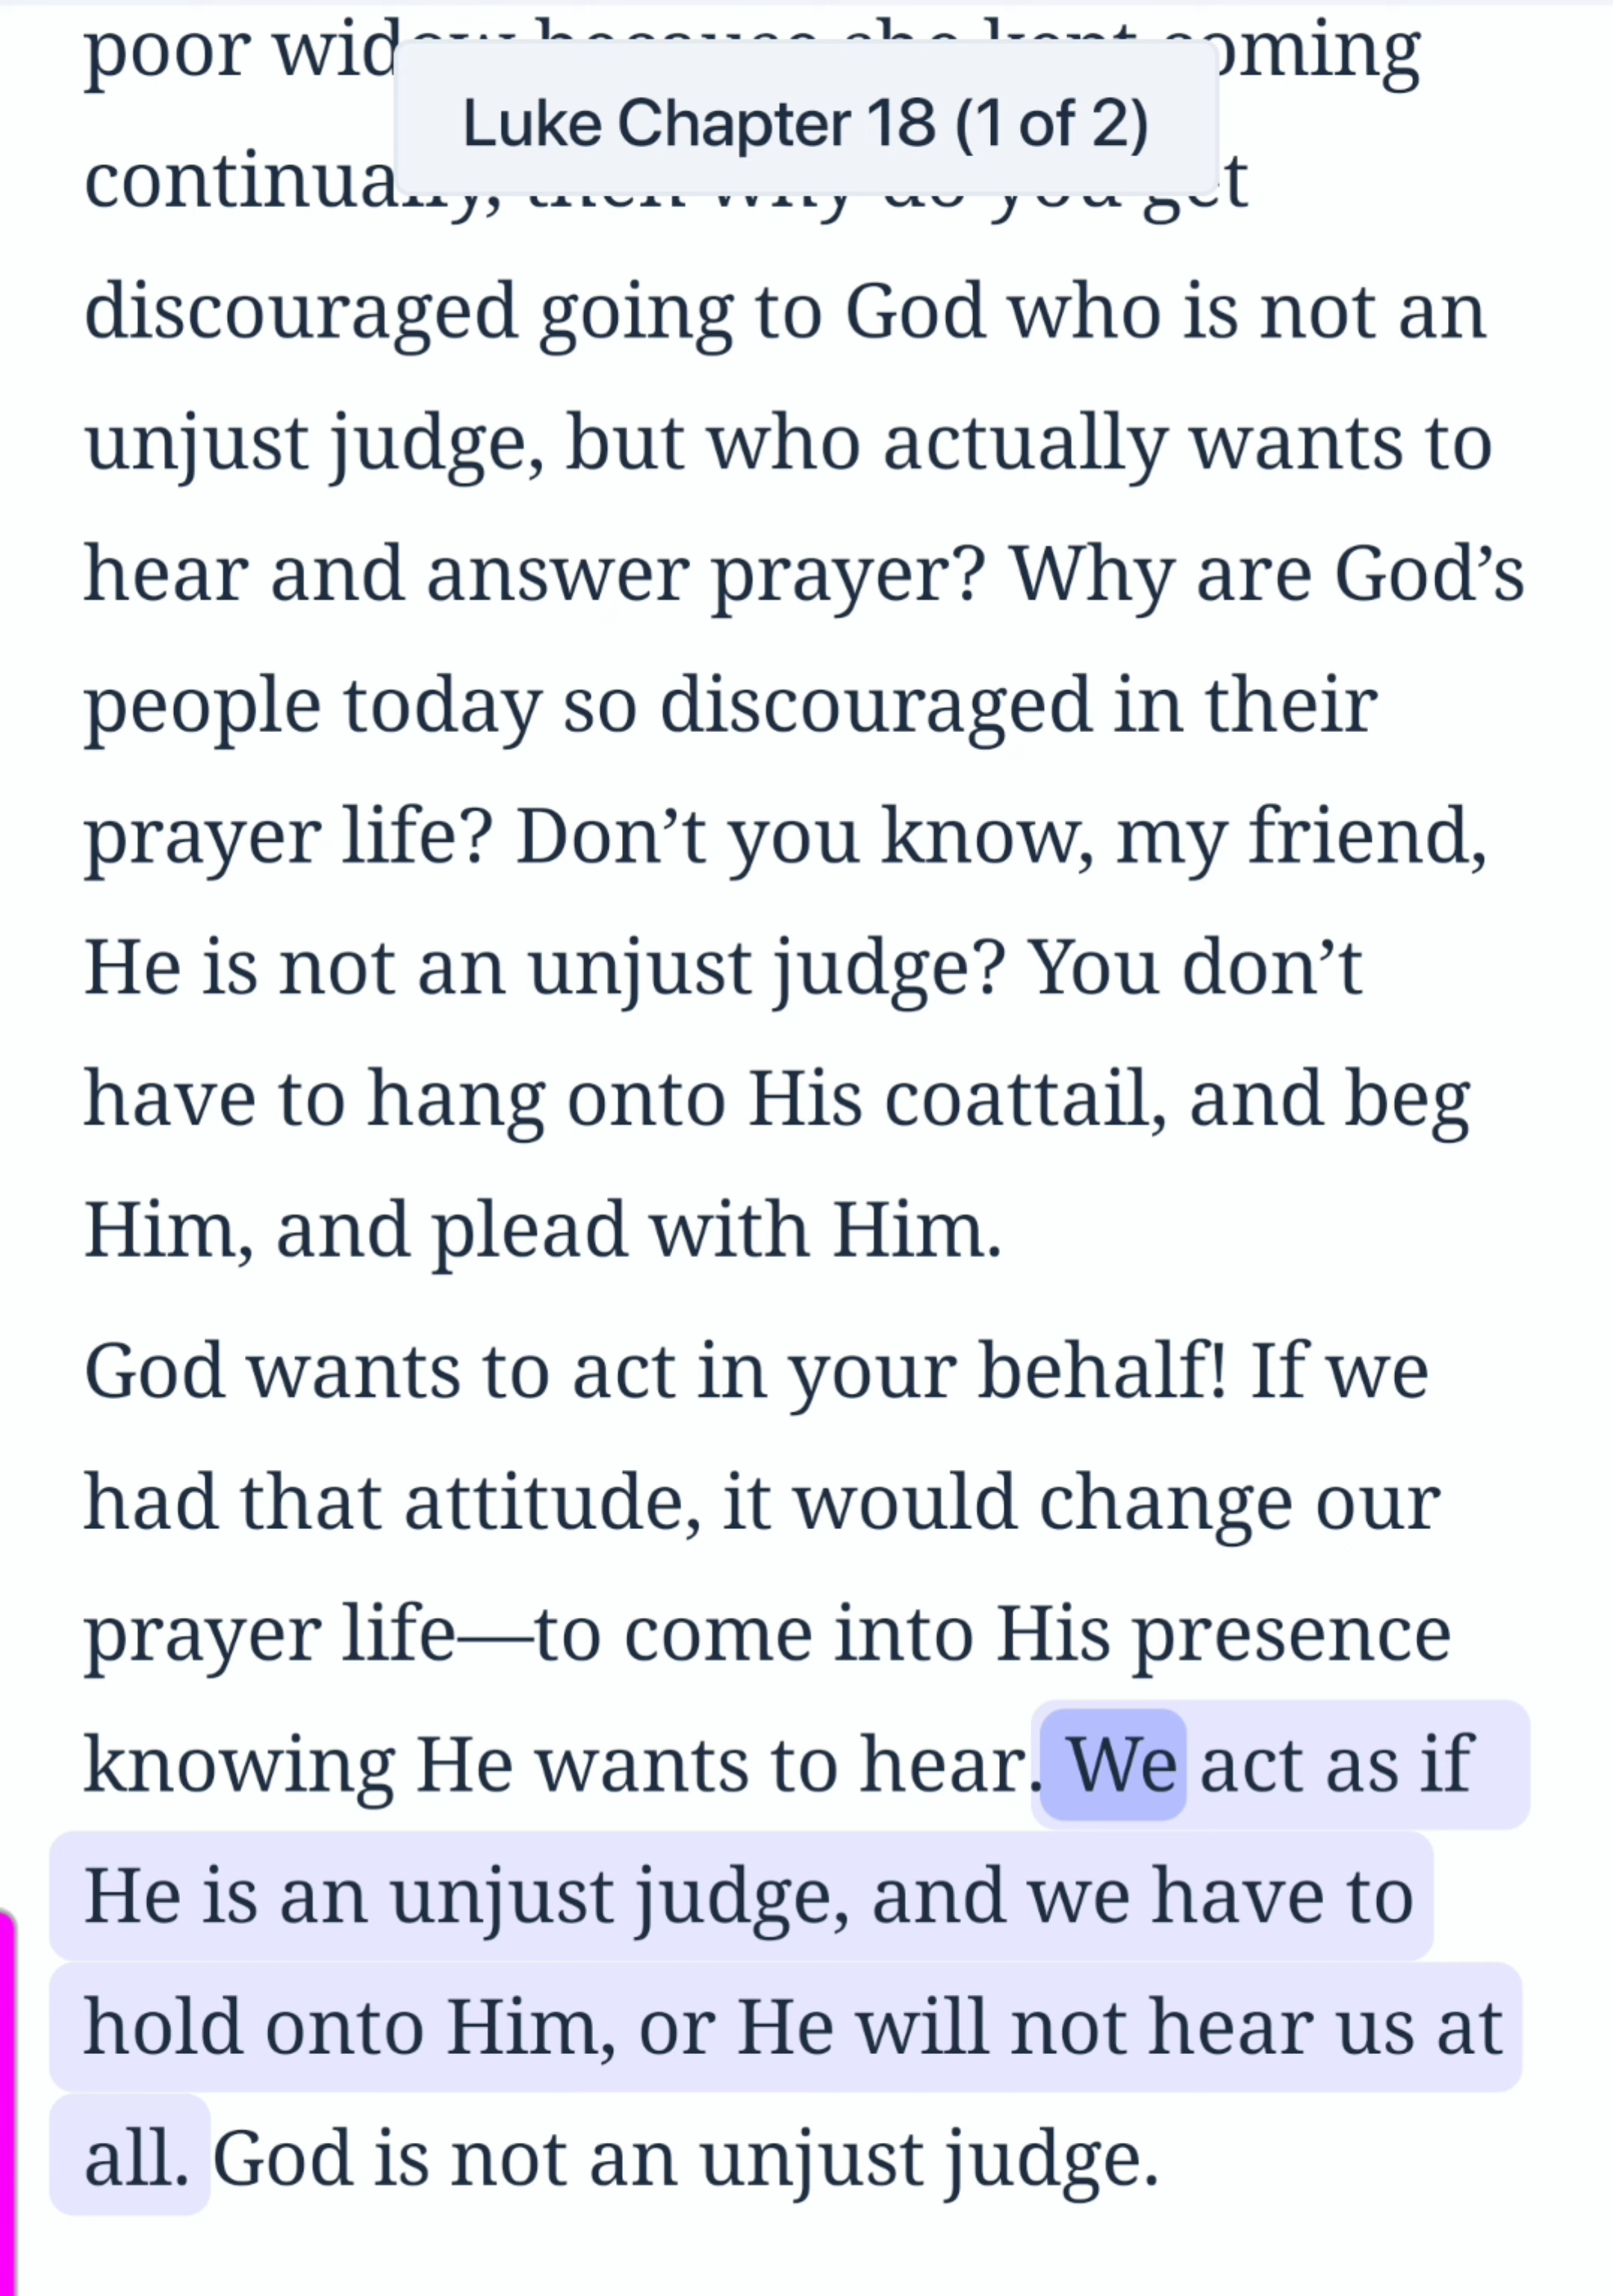 poor wid oming
Luke Chapter 18 (1 of 2)
continually, then why do you get
discouraged going to God who is not an
unjust judge, but who actually wants to
hear and answer prayer? Why are God’s
people today so discouraged in their
prayer life? Don’t you know, my friend,
He is not an unjust judge? You don’t
have to hang onto His coattail, and beg
Him, and plead with Him.
God wants to act in your behalf! If we
had that attitude, it would change our
prayer life—to come into His presence
knowing He wants to hear. We act as if
He is an unjust judge, and we have to
hold onto Him, or He will not hear us at
all. God is not an unjust judge.